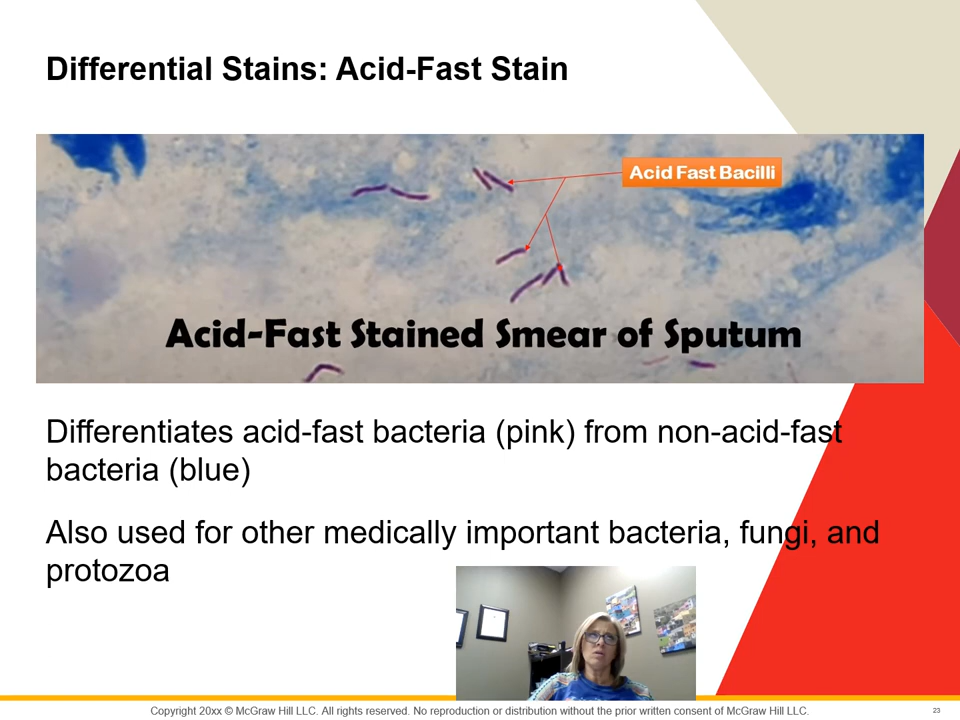 Differential Stains: Acid-Fast Stain
Acid Fast Bacilli
Acid-Fast Stained Smear of Sputum
Differentiates acid-fast bacteria (pink) from non-acid-fast
bacteria (blue)
Also used for other medically important bacteria, fungi, and
protozoa
Copyright 20xx © McGraw Hill LLC. All rights reserved. No reproduction or distribution without the prior written consent of McGraw Hill LLC.
23